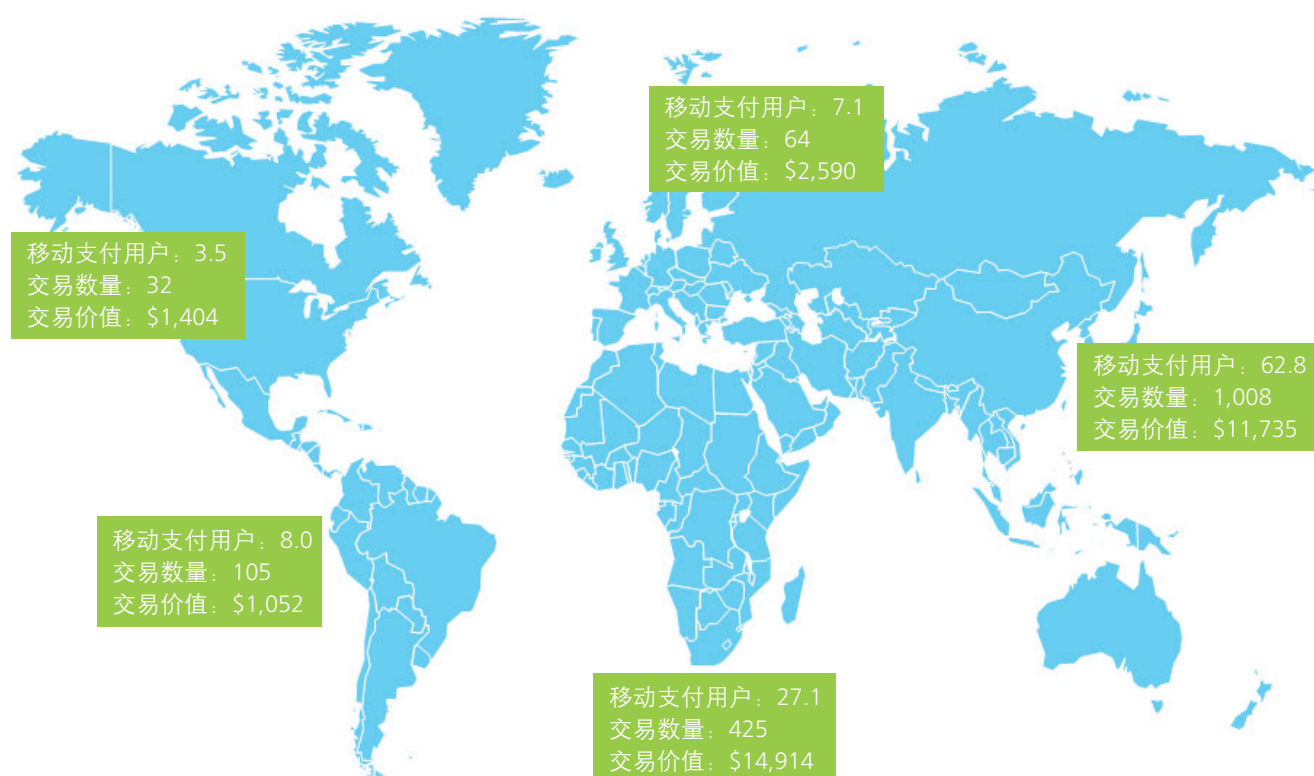 移动支付用户：7.1
交易数量：64
交易价值：$2,590
移动支付用户：3.5
交易数量：32
交易价值：$1,404
移动支付用户：62.8
交易数量：1,008
交易价值：$11,735
移动支付用户：8.0
交易数量：105
交易价值：$1,052
移动支付用户：27.1
交易数量：425
交易价值：$14,914